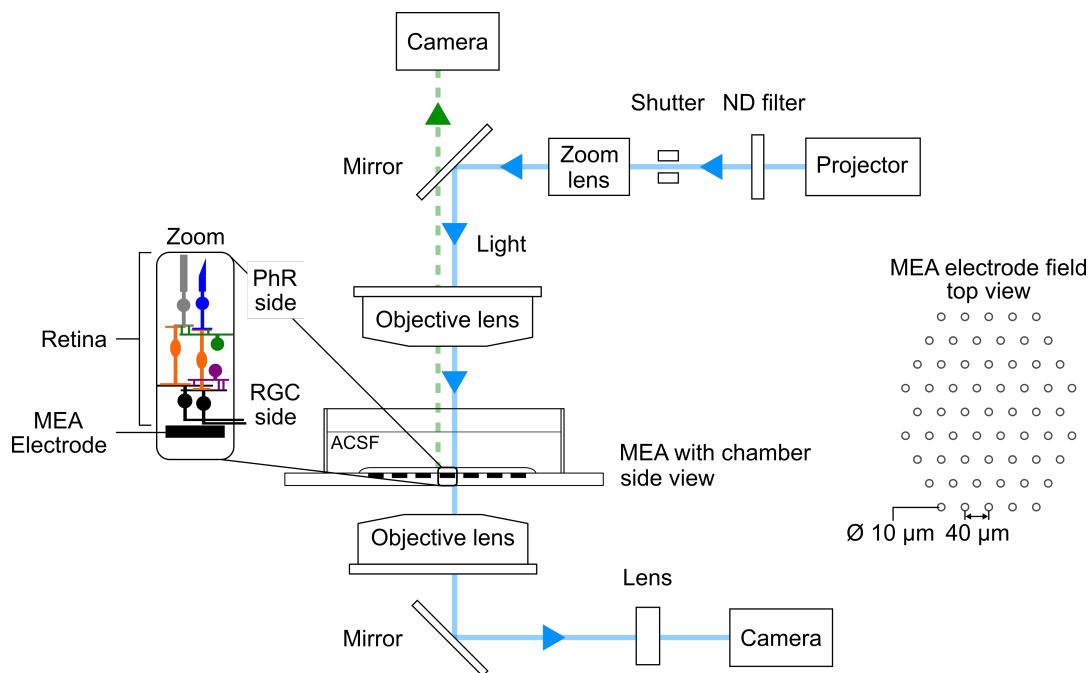 Camera
Shutter
ND filter
Mirror
Zoom
lens
Projector
Zoom
Light
PhR
side
MEA electrode field
top view
Objective lens
Retina
RGC
side
MEA
Electrode
ACSF
MEA with chamber
side view
Objective lens
Ø 10 µm
40 µm
Lens
Mirror
Camera